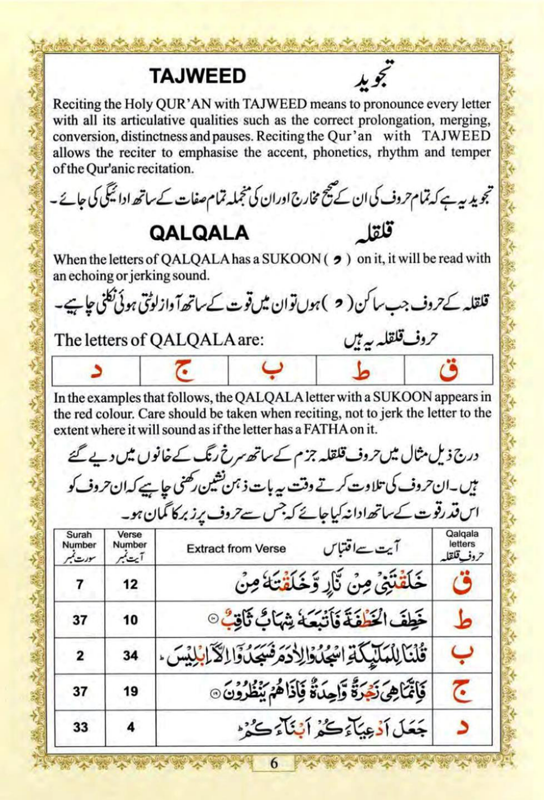 TAJWEED تجوید
Reciting the Holy QUR'AN with TAJWEED means to pronounce every letter
with all its articulative qualities such as the correct prolongation, merging,
conversion, distinctness and pauses. Reciting the Qur'an with TAJWEED
allows the reciter to emphasise the accent, phonetics, rhythm and temper
of the Qur'anic recitation.
تجوید یہ ہے کہ تمام حروف کی ان کے صحیح مخارج اور ان کی منجملہ تمام صفات کے ساتھ ادائیگی کی جائے۔
QALQALA قلقلہ
When the letters of QALQALA has a SUKOON ( ) on it, it will be read with
an echoing or jerking sound.
قلقلہ کے حروف جب ساکن ( ) ہوں تو ان میں قوت کے ساتھ آواز لوٹتی ہوئی نکلنی چاہیے۔
The letters of QALQALA are: حروف قلقلہ یہ ہیں
ق ط ب ج د
In the examples that follows, the QALQALA letter with a SUKOON appears in
the red colour. Care should be taken when reciting, not to jerk the letter to the
extent where it will sound as if the letter has a FATHA on it.
درج ذیل مثال میں حروف قلقلہ جزم کے ساتھ سرخ رنگ کے خانوں میں دیے گئے
ہیں۔ ان حروف کی تلاوت کرتے وقت یہ بات ذہن نشین رکھنی چاہیے کہ ان حروف کو
اس قدر قوت کے ساتھ ادا نہ کیا جائے کہ جس سے حروف پر زبر کا گمان ہو۔
Surah Number سورت نمبر Verse Number آیت نمبر Extract from Verse آیت سے اقتباس Qalqala letters حروف قلقلہ
7 12 خَلَقْتَنِيْ مِنْ نَّارٍ وَّخَلَقْتَهٗ مِنْ ق
37 10 خَطِفَ الْخَطْفَةَ فَاَتْبَعَهٗ شِهَابٌ ثَاقِبٌ ط
2 34 قُلْنَا لِلْمَلٰٓئِكَةِ اسْجُدُوْا لِاٰدَمَ فَسَجَدُوْۤا اِلَّاۤ اِبْلِيْسَ ب
37 19 فَاِنَّمَا هِيَ زَجْرَةٌ وَّاحِدَةٌ فَاِذَا هُمْ يَنْظُرُوْنَ ج
33 4 جَعَلَ اَدْعِيَآءَكُمْ اَبْنَآءَكُمْ د
6